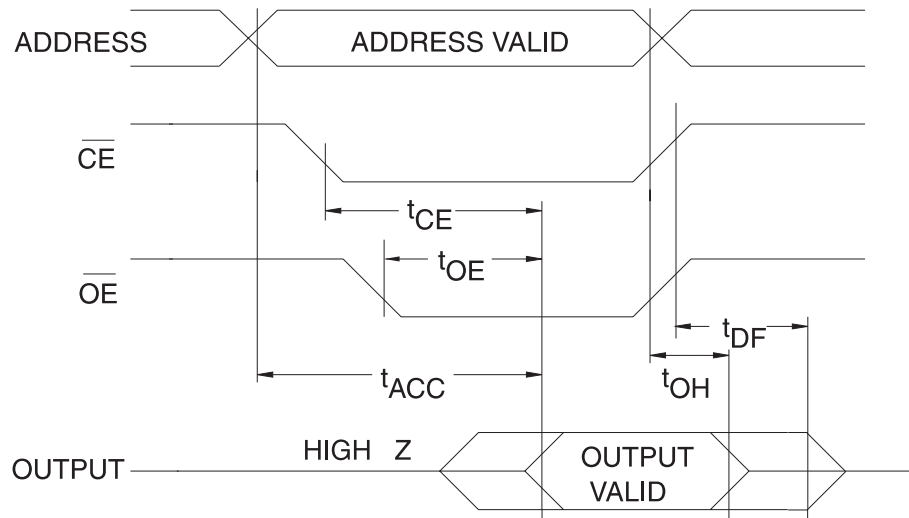 ADDRESS
ADDRESS VALID
CE
tCE
OE
tOE
tDF
tACC
tOH
HIGH Z
OUTPUT
OUTPUT
VALID